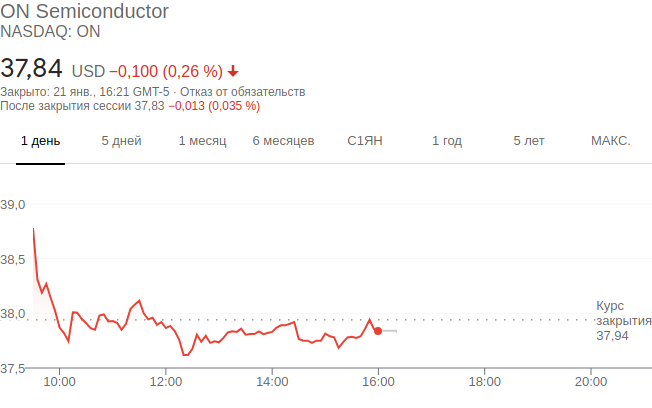 ON Semiconductor
NASDAQ: ON
37,84 USD −0,100 (0,26 %)
Закрыто: 21 янв., 16:21 GMT-5 · Отказ от обязательств
После закрытия сессии 37,83 −0,013 (0,035 %)
1 день 5 дней 1 месяц 6 месяцев С1ЯН 1 год 5 лет МАКС.
39,0
38,5
38,0
37,5
Курс
закрытия
37,94
10:00 12:00 14:00 16:00 18:00 20:00